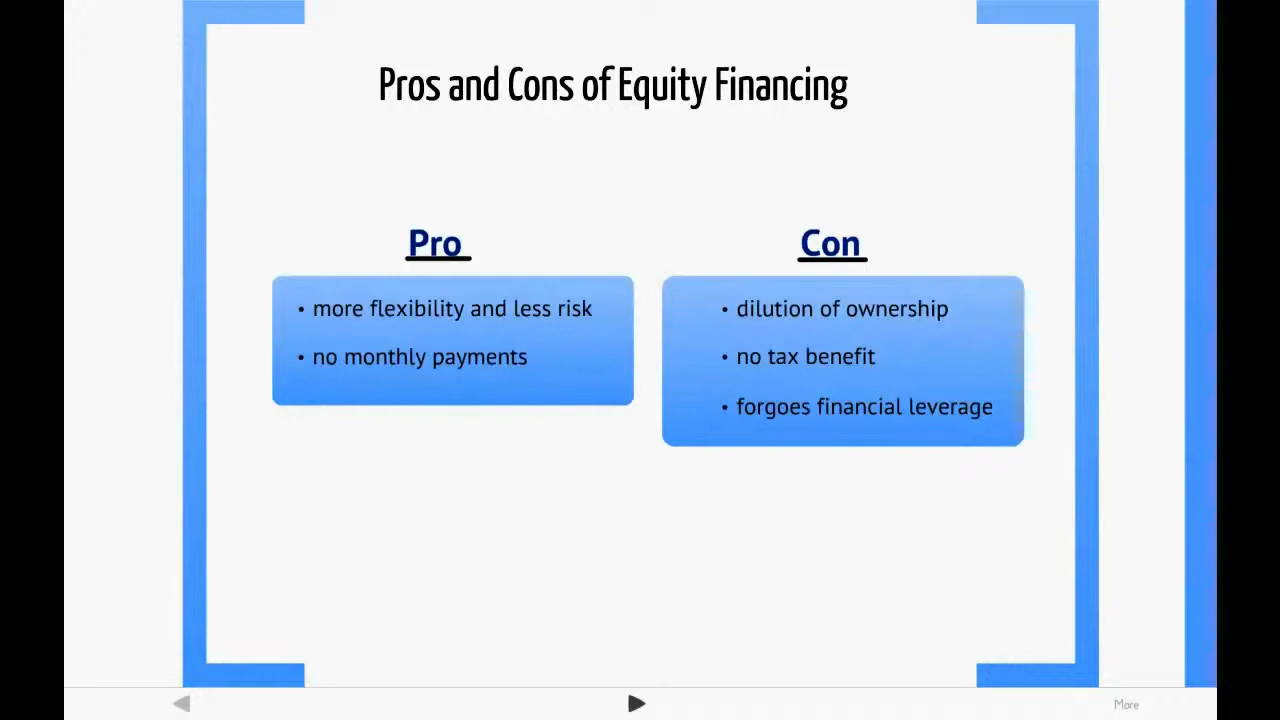 Pros and Cons of Equity Financing
Pro
• more flexibility and less risk
• no monthly payments
Con
• dilution of ownership
• no tax benefit
• forgoes financial leverage
More